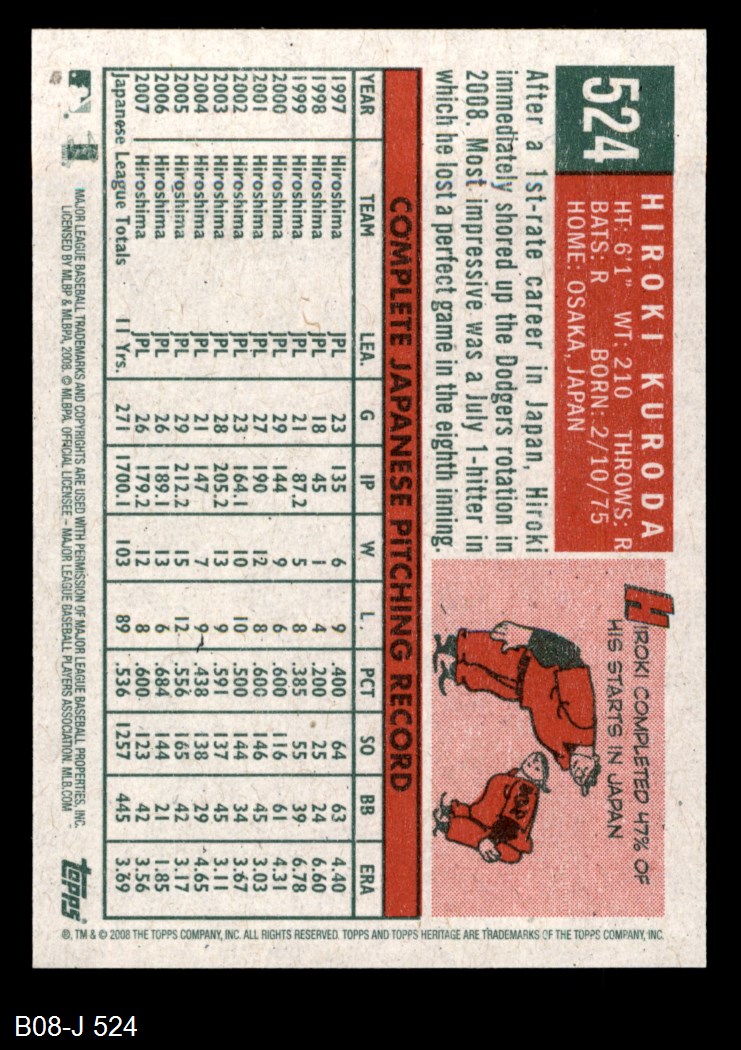 524
HIROKI KURODA
HT: 6'1" WT: 210 THROWS: R
BATS: R BORN: 2/10/75
HOME: OSAKA, JAPAN
After a 1st-rate career in Japan, Hiroki
immediately shored up the Dodgers rotation in
2008. Most impressive was a July 1-hitter in
which he lost a perfect game in the eighth inning.
HIROKI COMPLETED 47% OF
HIS STARTS IN JAPAN
COMPLETE JAPANESE PITCHING RECORD
YEAR TEAM LEA. G IP W L PCT SO BB ERA
1997 Hiroshima JPL 23 135 6 9 .400 64 63 4.40
1998 Hiroshima JPL 18 45 1 4 .200 25 24 6.60
1999 Hiroshima JPL 21 87.2 5 8 .385 55 39 6.78
2000 Hiroshima JPL 29 144 9 6 .600 116 61 4.31
2001 Hiroshima JPL 27 190 12 8 .600 146 45 3.03
2002 Hiroshima JPL 23 164.1 10 10 .500 144 34 3.67
2003 Hiroshima JPL 28 205.2 13 9 .591 137 45 3.11
2004 Hiroshima JPL 21 147 7 9 .438 138 29 4.65
2005 Hiroshima JPL 29 212.2 15 12 .556 165 42 3.17
2006 Hiroshima JPL 26 189.1 13 6 .684 144 21 1.85
2007 Hiroshima JPL 26 179.2 12 8 .600 123 42 3.56
Japanese League Totals 11 Yrs. 271 1700.1 103 89 .536 1257 445 3.69
MAJOR LEAGUE BASEBALL TRADEMARKS AND COPYRIGHTS ARE USED WITH PERMISSION OF MAJOR LEAGUE BASEBALL PROPERTIES, INC.
LICENSED BY MLBP & MLBPA, 2008. © MLBPA, OFFICIAL LICENSEE – MAJOR LEAGUE BASEBALL PLAYERS ASSOCIATION. MLB.COM
topps
®, TM & © 2008 THE TOPPS COMPANY, INC. ALL RIGHTS RESERVED. TOPPS AND TOPPS HERITAGE ARE TRADEMARKS OF THE TOPPS COMPANY, INC.
B08-J 524